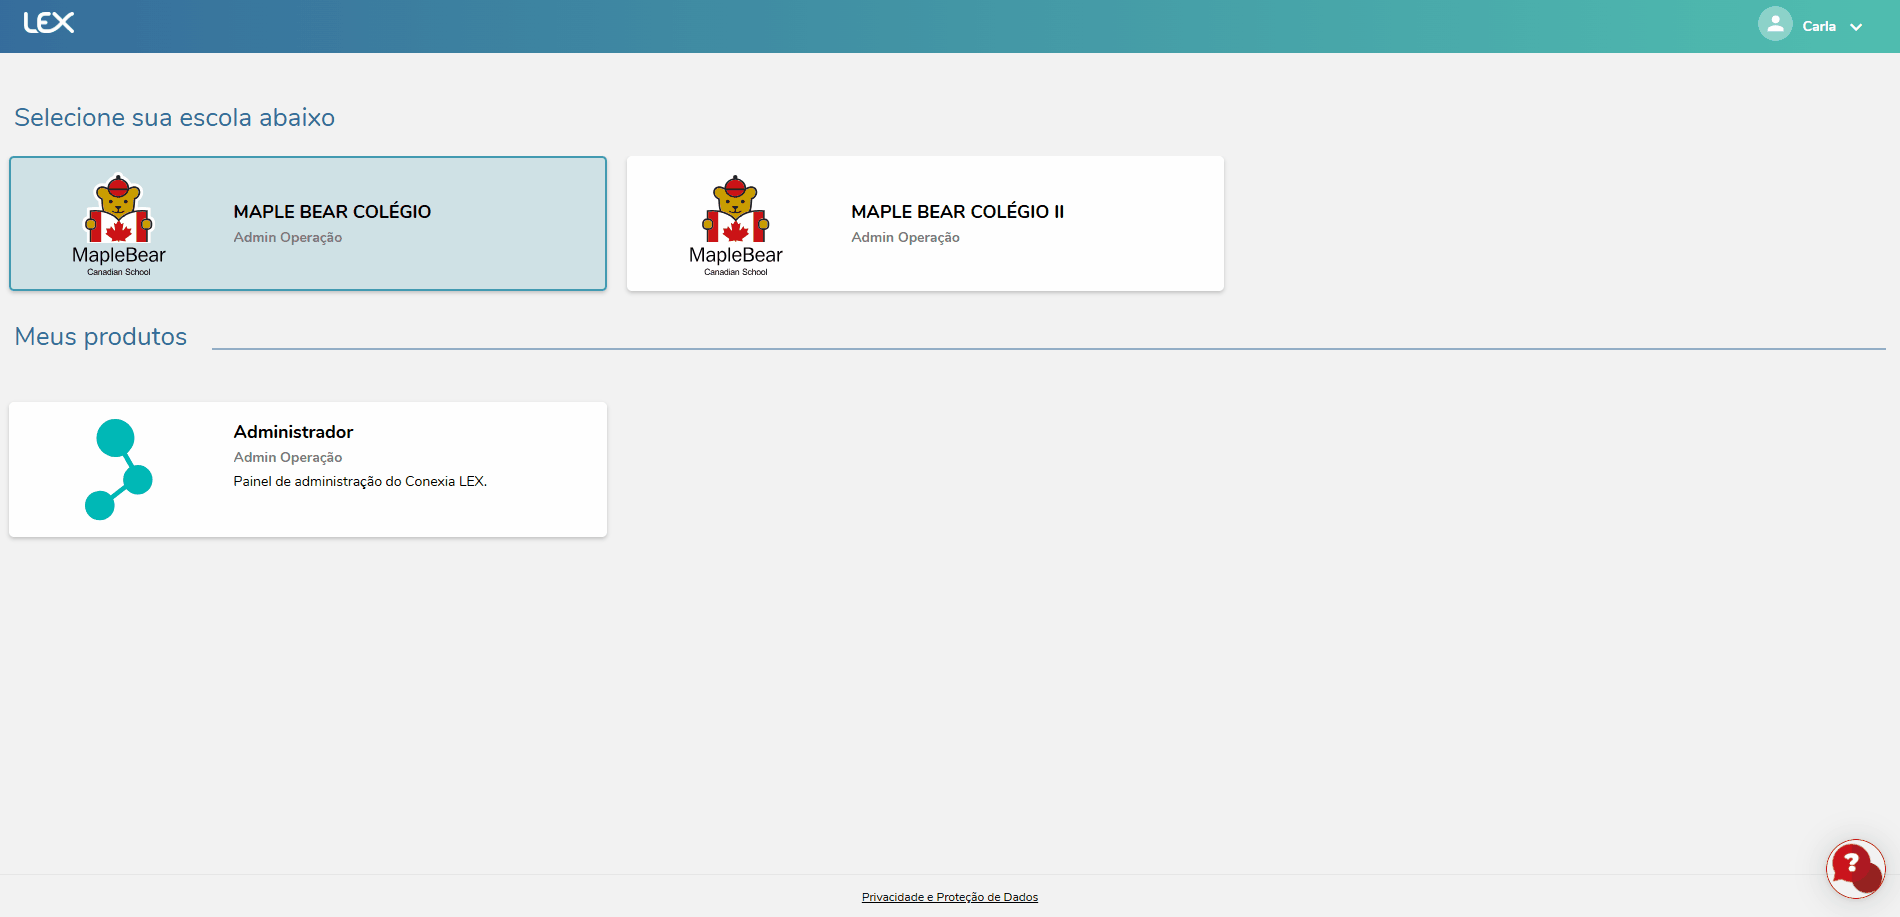 LEX
Carla
Selecione sua escola abaixo
MapleBear
Canadian School
MAPLE BEAR COLÉGIO
Admin Operação
MapleBear
Canadian School
MAPLE BEAR COLÉGIO II
Admin Operação
Meus produtos
Administrador
Admin Operação
Painel de administração do Conexia LEX.
?
Privacidade e Proteção de Dados